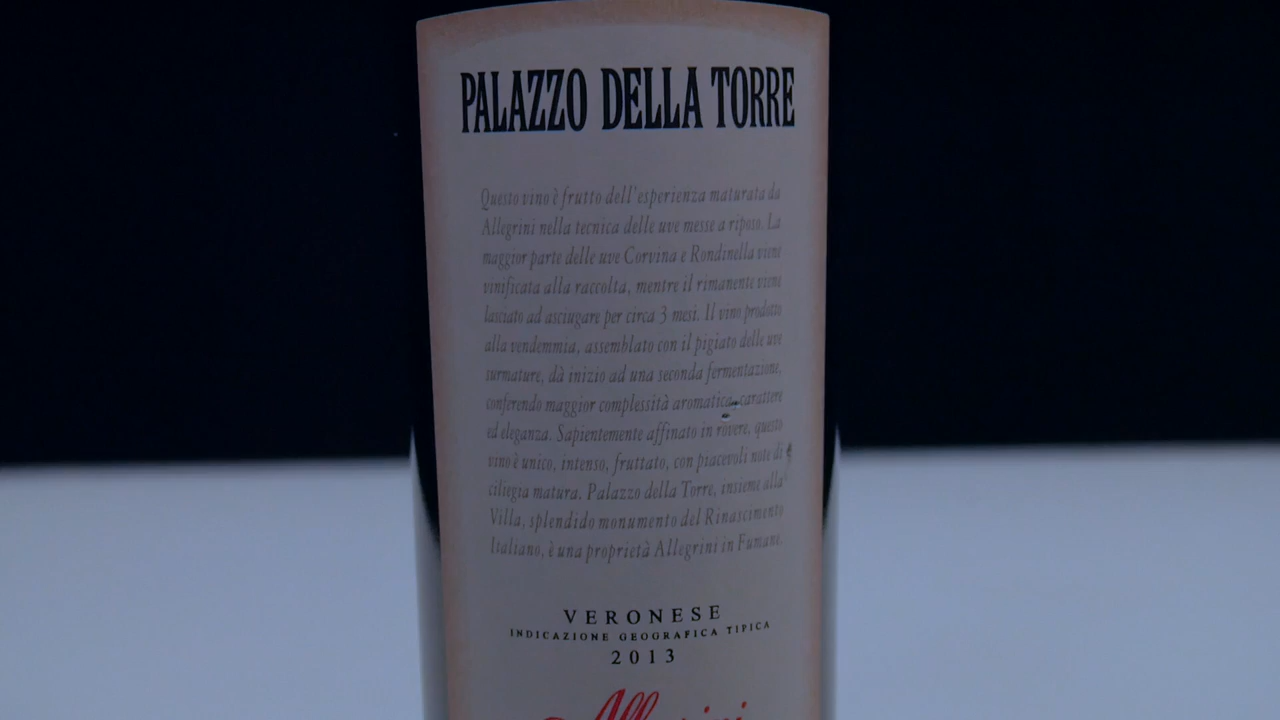 PALAZZO DELLA TORRE
Questo vino è frutto dell'esperienza maturata da
Allegrini nella tecnica delle uve messe a riposo. La
maggior parte delle uve Corvina e Rondinella viene
vinificata alla raccolta, mentre il rimanente viene
lasciato ad asciugare per circa 3 mesi. Il vino prodotto
alla vendemmia, assemblato con il pigiato delle uve
surmature, dà inizio ad una seconda fermentazione,
conferendo maggior complessità aromatica, carattere
ed eleganza. Sapientemente affinato in rovere, questo
vino è unico, intenso, fruttato, con piacevoli note di
ciliegia matura. Palazzo della Torre, insieme alla
Villa, splendido monumento del Rinascimento
Italiano, è una proprietà Allegrini in Fumane.
VERONESE
INDICAZIONE GEOGRAFICA TIPICA
2013
Allegrini